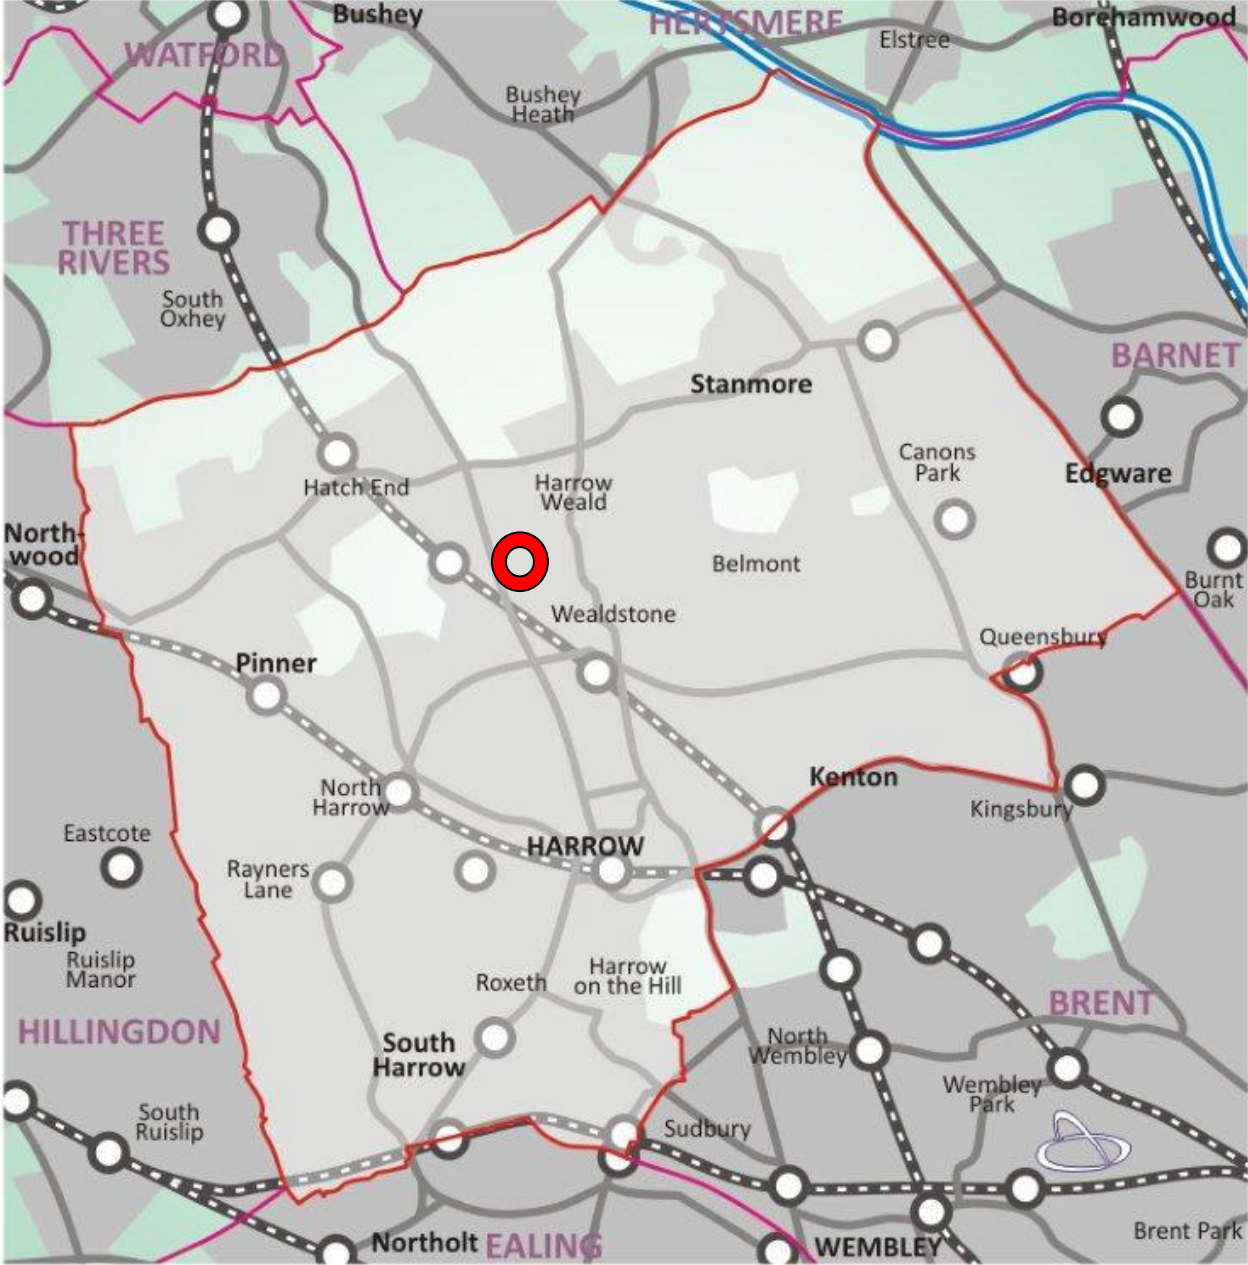 Bushey
HERTSMERE
Borehamwood
WATFORD
Elstree
Bushey
Heath
THREE
RIVERS
South
Oxhey
BARNET
Stanmore
Canons
Park
Edgware
Hatch End
Harrow
Weald
North-
wood
Belmont
Burnt
Oak
Wealdstone
Queensbury
Pinner
Kenton
North
Harrow
Kingsbury
Eastcote
HARROW
Rayners
Lane
Ruislip
Ruislip
Manor
Roxeth
Harrow
on the Hill
BRENT
HILLINGDON
South
Harrow
North
Wembley
Wembley
Park
South
Ruislip
Sudbury
Brent Park
Northolt
EALING
WEMBLEY